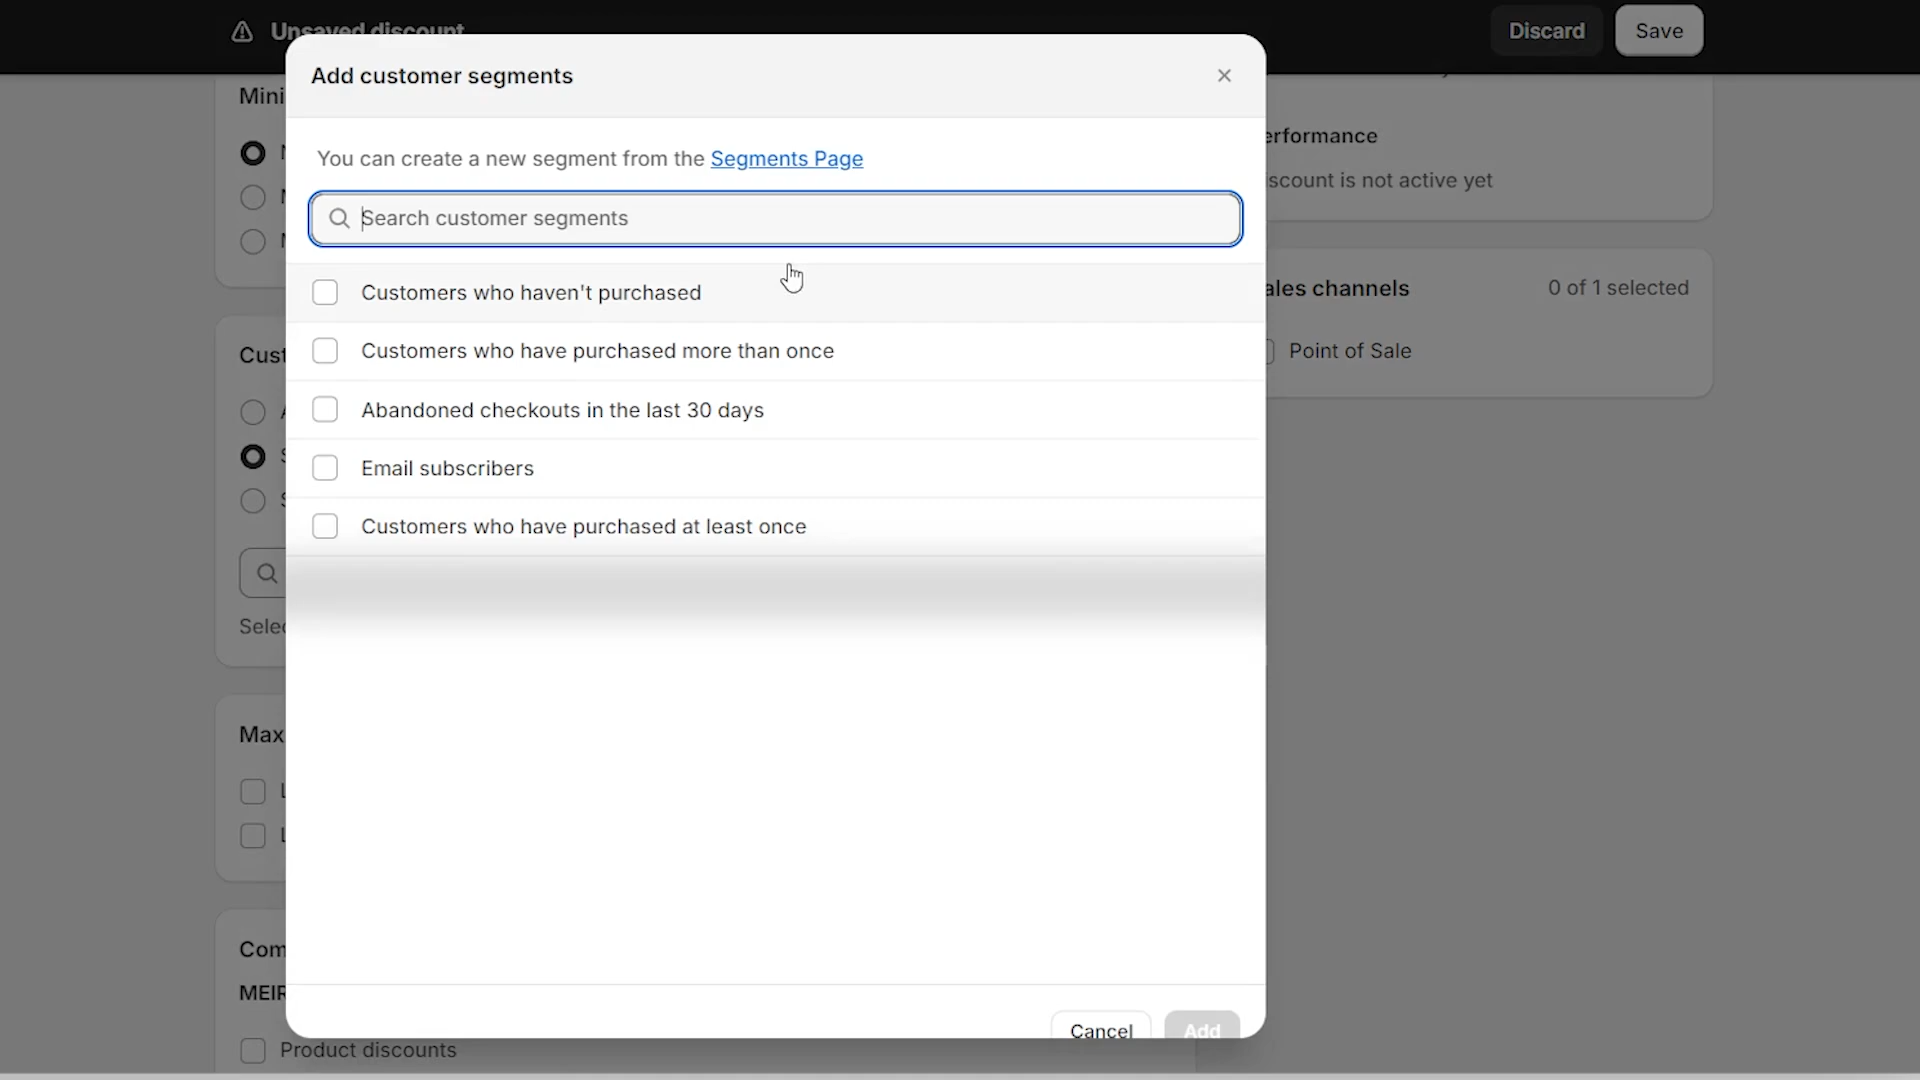 Unsaved discount
Discard
Save
Add customer segments
You can create a new segment from the Segments Page
Search customer segments
Customers who haven't purchased
Customers who have purchased more than once
Abandoned checkouts in the last 30 days
Email subscribers
Customers who have purchased at least once
Cancel
Add
Mini
Cust
Selec
Max
Com
MEIR
Product discounts
erformance
scount is not active yet
ales channels
0 of 1 selected
Point of Sale